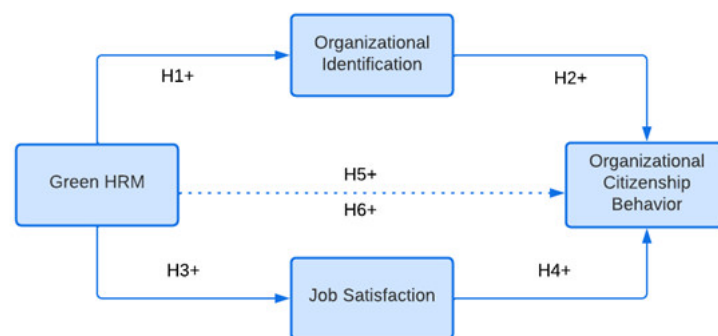 Organizational
Identification
H1+
H2+
Green HRM
H5+
H6+
Organizational
Citizenship
Behavior
H3+
H4+
Job Satisfaction